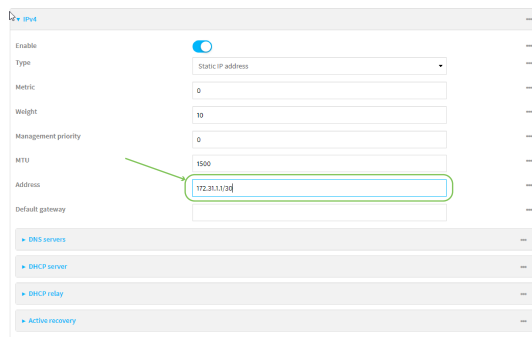 IPv4
Enable
Type
Static IP address
Metric
0
Weight
10
Management priority
0
MTU
1500
Address
172.31.1.1/30
Default gateway
DNS servers
DHCP server
DHCP relay
Active recovery